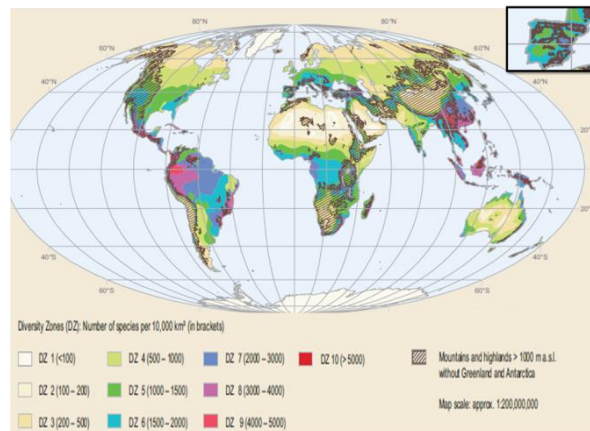 80°N 80°N
60°N 60°N
40°N 40°N
20°
20°
40°S 40°S
60°S 60°S
Diversity Zones (DZ): Number of species per 10,000 km² (in brackets)
DZ 1 (<100) DZ 4 (500 – 1000) DZ 7 (2000 – 3000) DZ 10 (> 5000) Mountains and highlands > 1000 m a.s.l.
without Greenland and Antarctica
DZ 2 (100 – 200) DZ 5 (1000 – 1500) DZ 8 (3000 – 4000)
Map scale: approx. 1:200,000,000
DZ 3 (200 – 500) DZ 6 (1500 – 2000) DZ 9 (4000 – 5000)